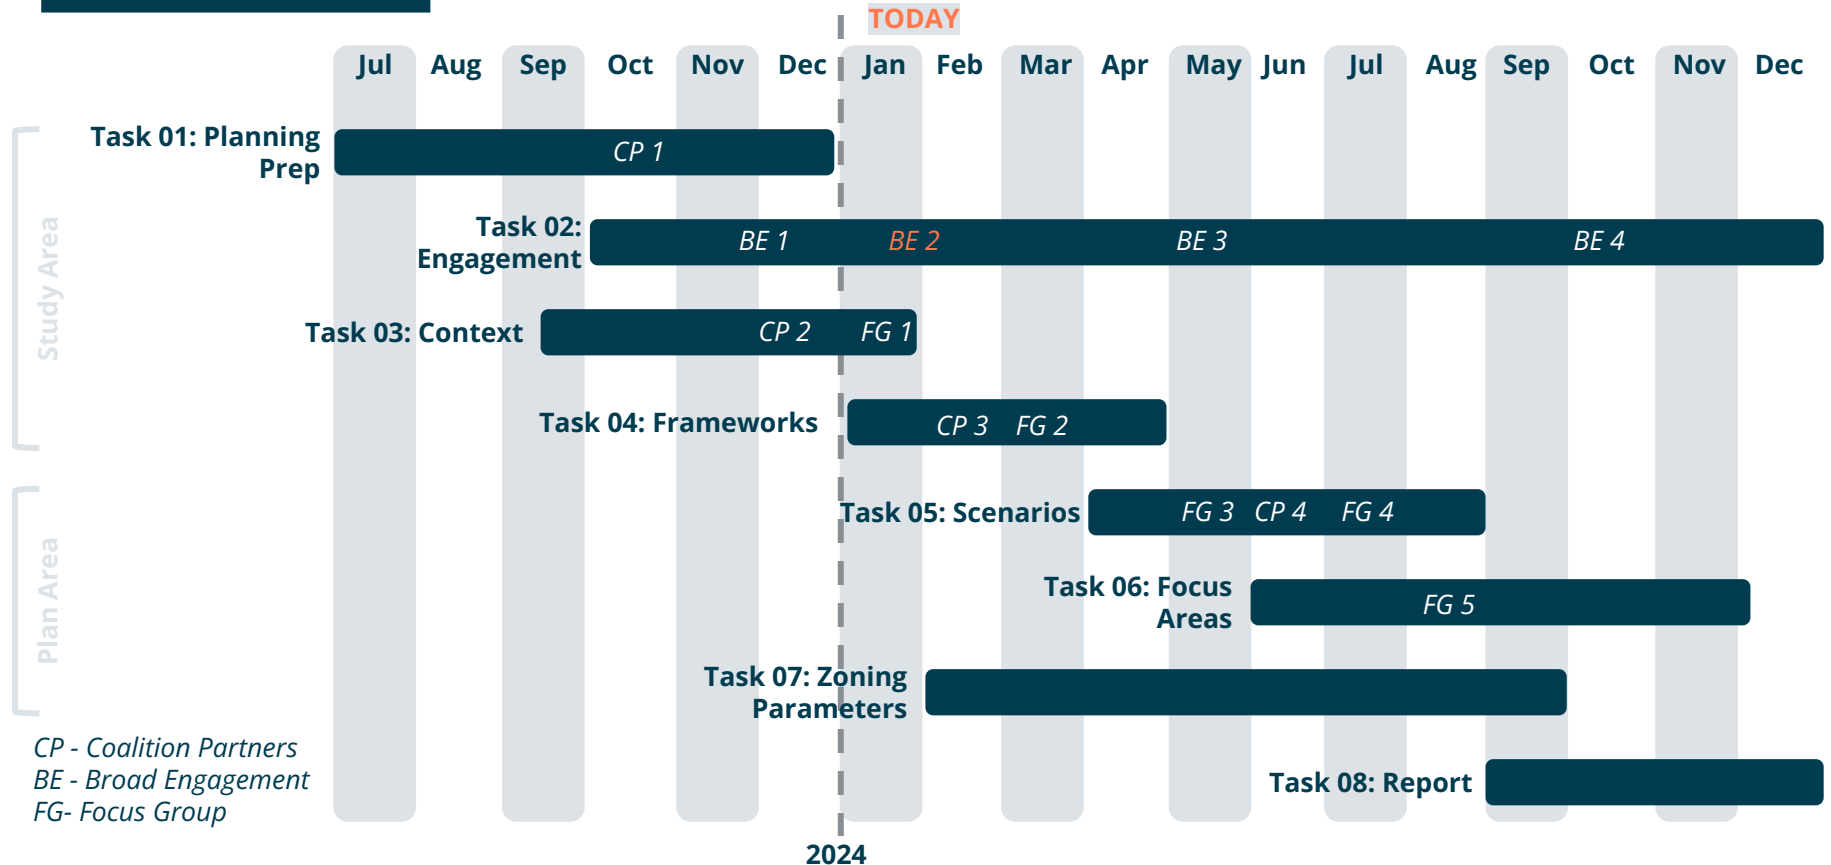 TODAY
Jul Aug Sep Oct Nov Dec Jan Feb Mar Apr May Jun Jul Aug Sep Oct Nov Dec
Study Area
Task 01: Planning
Prep
CP 1
Task 02:
Engagement
BE 1 BE 2 BE 3 BE 4
Task 03: Context
CP 2 FG 1
Task 04: Frameworks
CP 3 FG 2
Plan Area
Task 05: Scenarios
FG 3 CP 4 FG 4
Task 06: Focus
Areas
FG 5
Task 07: Zoning
Parameters
Task 08: Report
CP - Coalition Partners
BE - Broad Engagement
FG- Focus Group
2024